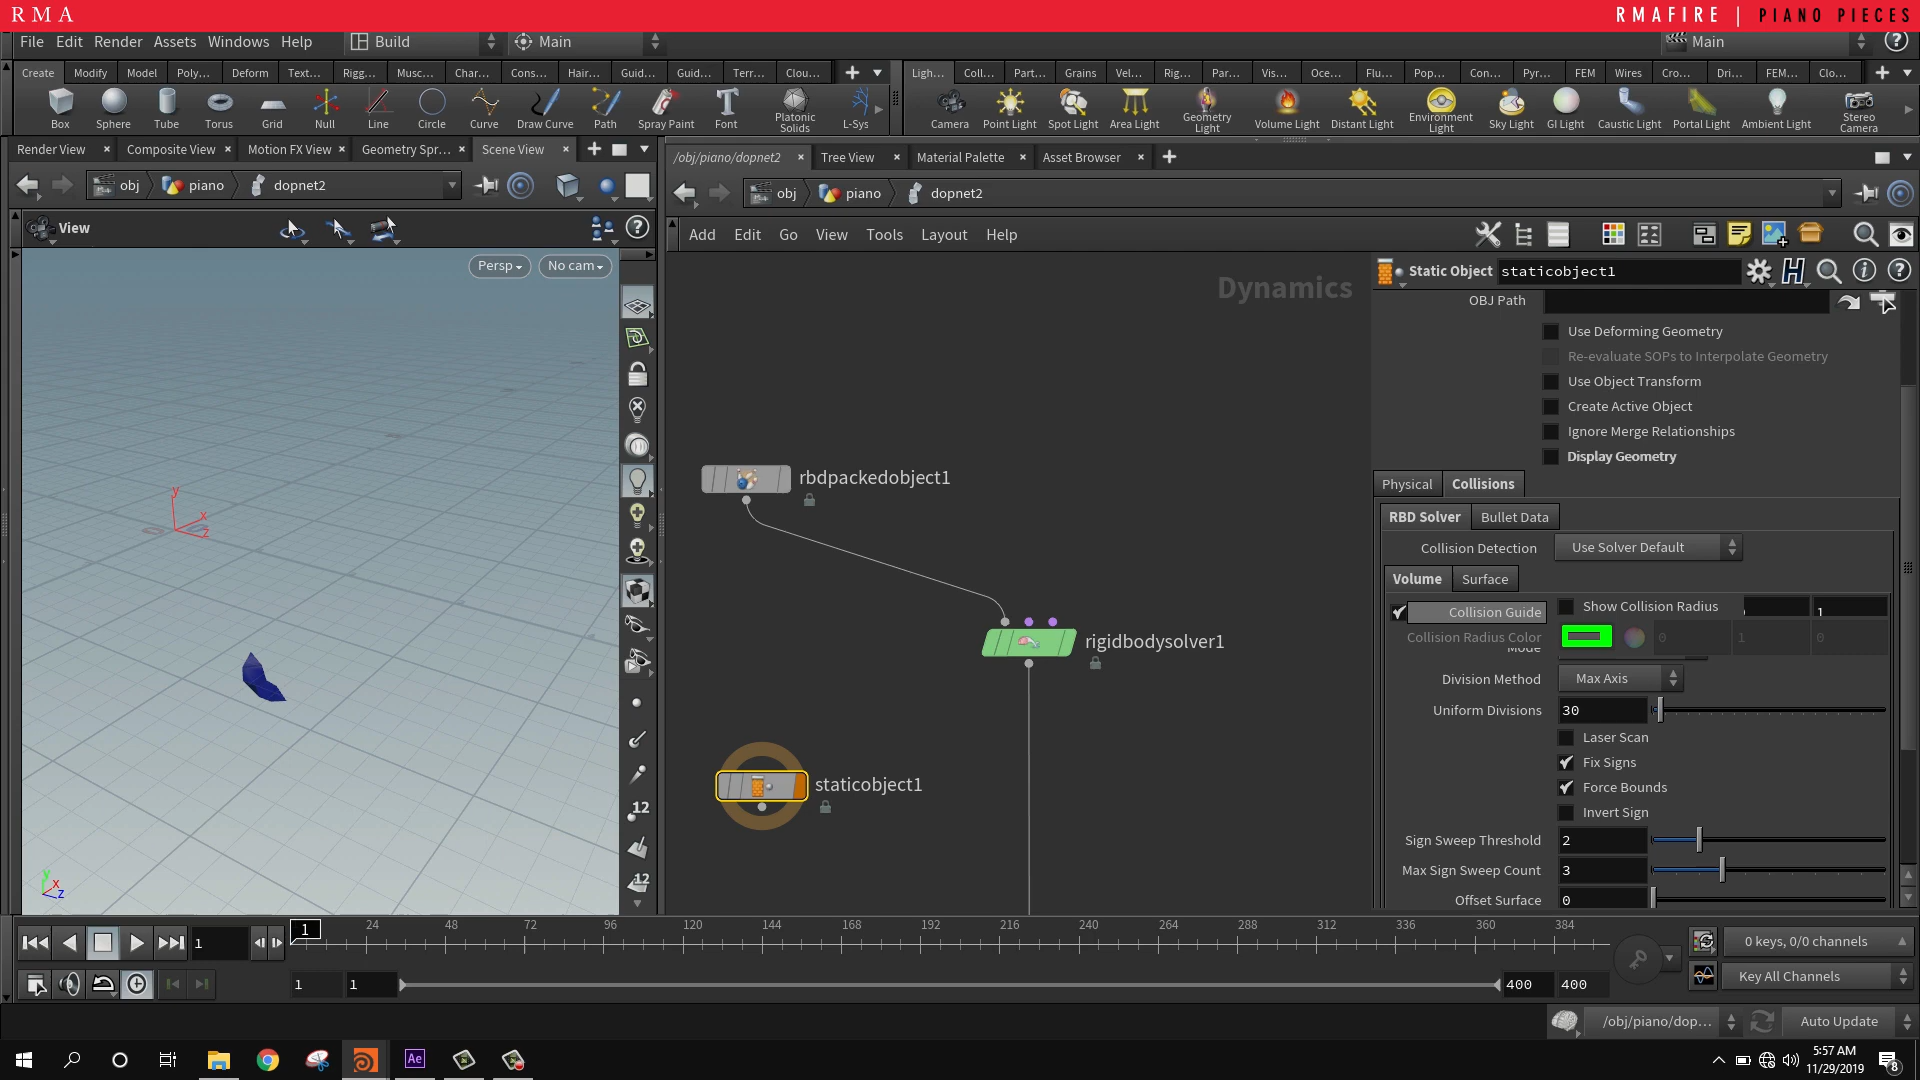 RMA
RMAFIRE | PIANO PIECES
File Edit Render Assets Windows Help Build Main Main
Create Modify Model Poly... Deform Text... Rigg... Musc... Char... Cons... Hair... Guid... Guid... Terr... Clou...
Ligh... Coll... Part... Grains Vel... Rig... Par... Vis... Oce... Flu... Pop... Con... Pyr... FEM Wires Cro... Dri... FEM... Clo...
Box Sphere Tube Torus Grid Null Line Circle Curve Draw Curve Path Spray Paint Font Platonic Solids L-Sys
Camera Point Light Spot Light Area Light Geometry Light Volume Light Distant Light Environment Light Sky Light GI Light Caustic Light Portal Light Ambient Light Stereo Camera
Render View Composite View Motion FX View Geometry Spr... Scene View
/obj/piano/dopnet2 Tree View Material Palette Asset Browser
obj piano dopnet2
obj piano dopnet2
View
Add Edit Go View Tools Layout Help
Persp No cam
Dynamics
Static Object staticobject1
OBJ Path
Use Deforming Geometry
Re-evaluate SOPs to Interpolate Geometry
Use Object Transform
Create Active Object
Ignore Merge Relationships
Display Geometry
Physical Collisions
RBD Solver Bullet Data
Collision Detection Use Solver Default
Volume Surface
Collision Guide Show Collision Radius 1
Collision Radius Color 0 1 0
Mode
Division Method Max Axis
Uniform Divisions 30
Laser Scan
Fix Signs
Force Bounds
Invert Sign
Sign Sweep Threshold 2
Max Sign Sweep Count 3
Offset Surface 0
rbdpackedobject1
rigidbodysolver1
staticobject1
y
x
z
y
x
z
12
12
1
1 24 48 72 96 120 144 168 192 216 240 264 288 312 336 360 384
0 keys, 0/0 channels
1 1 400 400
Key All Channels
/obj/piano/dop... Auto Update
Ae
5:57 AM
11/29/2019
8